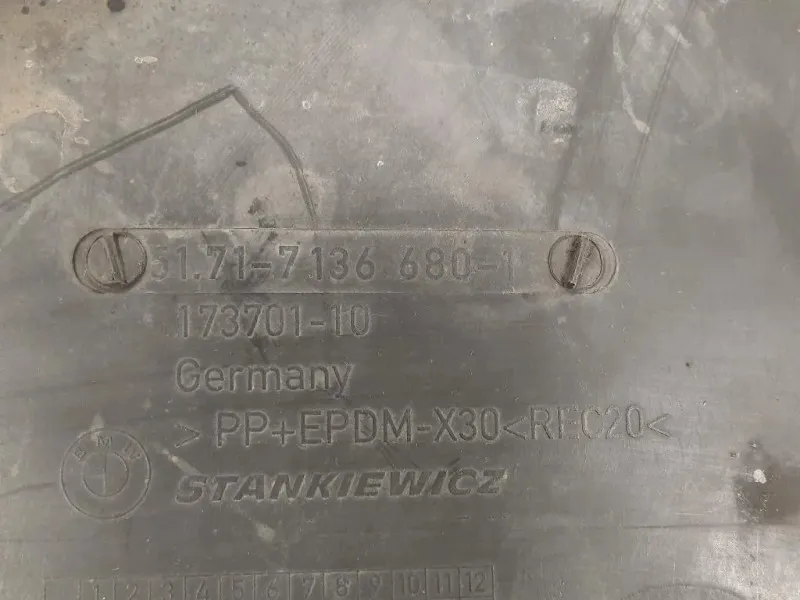 51.71-7136 680-1
173701-10
Germany
>PP+EPDM-X30<REC20<
BMW
STANKIEWICZ
1 2 3 4 5 6 7 8 9 10 11 12